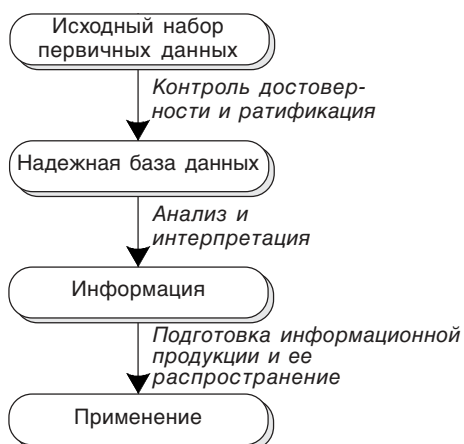 Исходный набор
первичных данных
Контроль достовер-
ности и ратификация
Надежная база данных
Анализ и
интерпретация
Информация
Подготовка информационной
продукции и ее
распространение
Применение